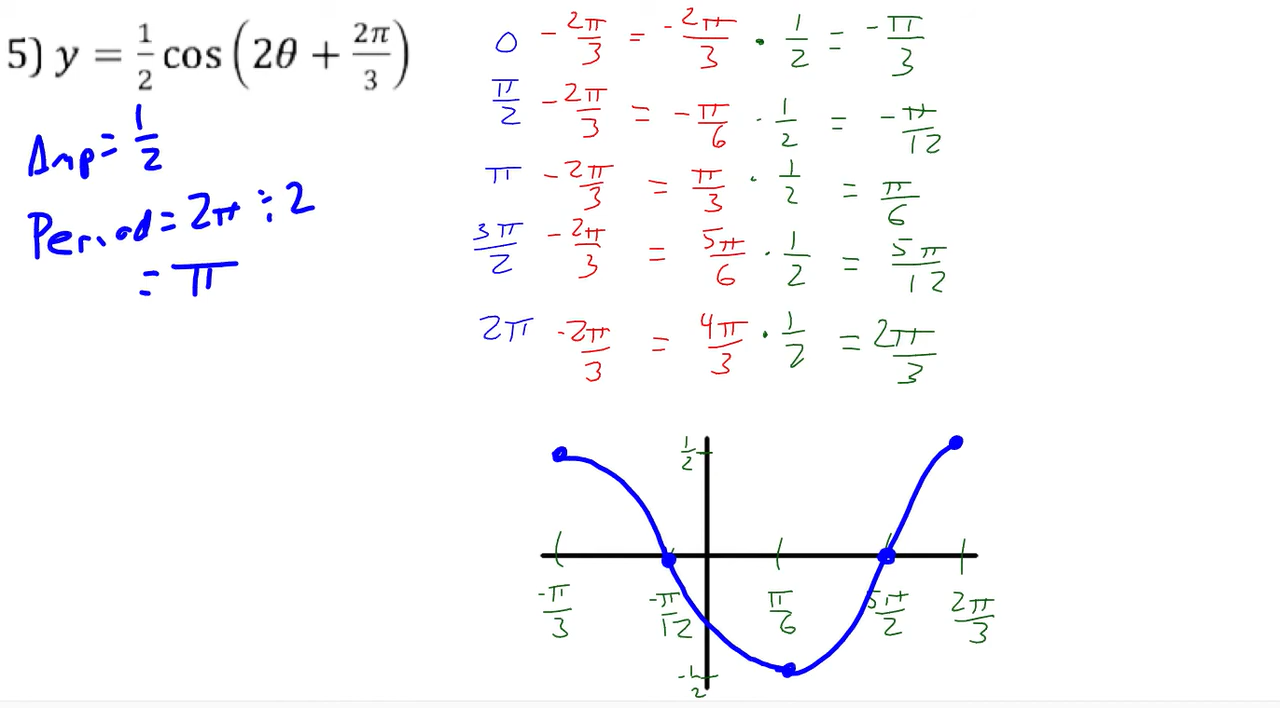 5) y = 1/2 cos (2θ + 2π/3)
Amp = 1/2
Period = 2π ÷ 2
= π
0 - 2π/3 = -2π/3 · 1/2 = -π/3
π/2 - 2π/3 = -π/6 · 1/2 = -π/12
π - 2π/3 = π/3 · 1/2 = π/6
3π/2 - 2π/3 = 5π/6 · 1/2 = 5π/12
2π - 2π/3 = 4π/3 · 1/2 = 2π/3
1/2
-π/3 -π/12 π/6 5π/2 2π/3
-1/2